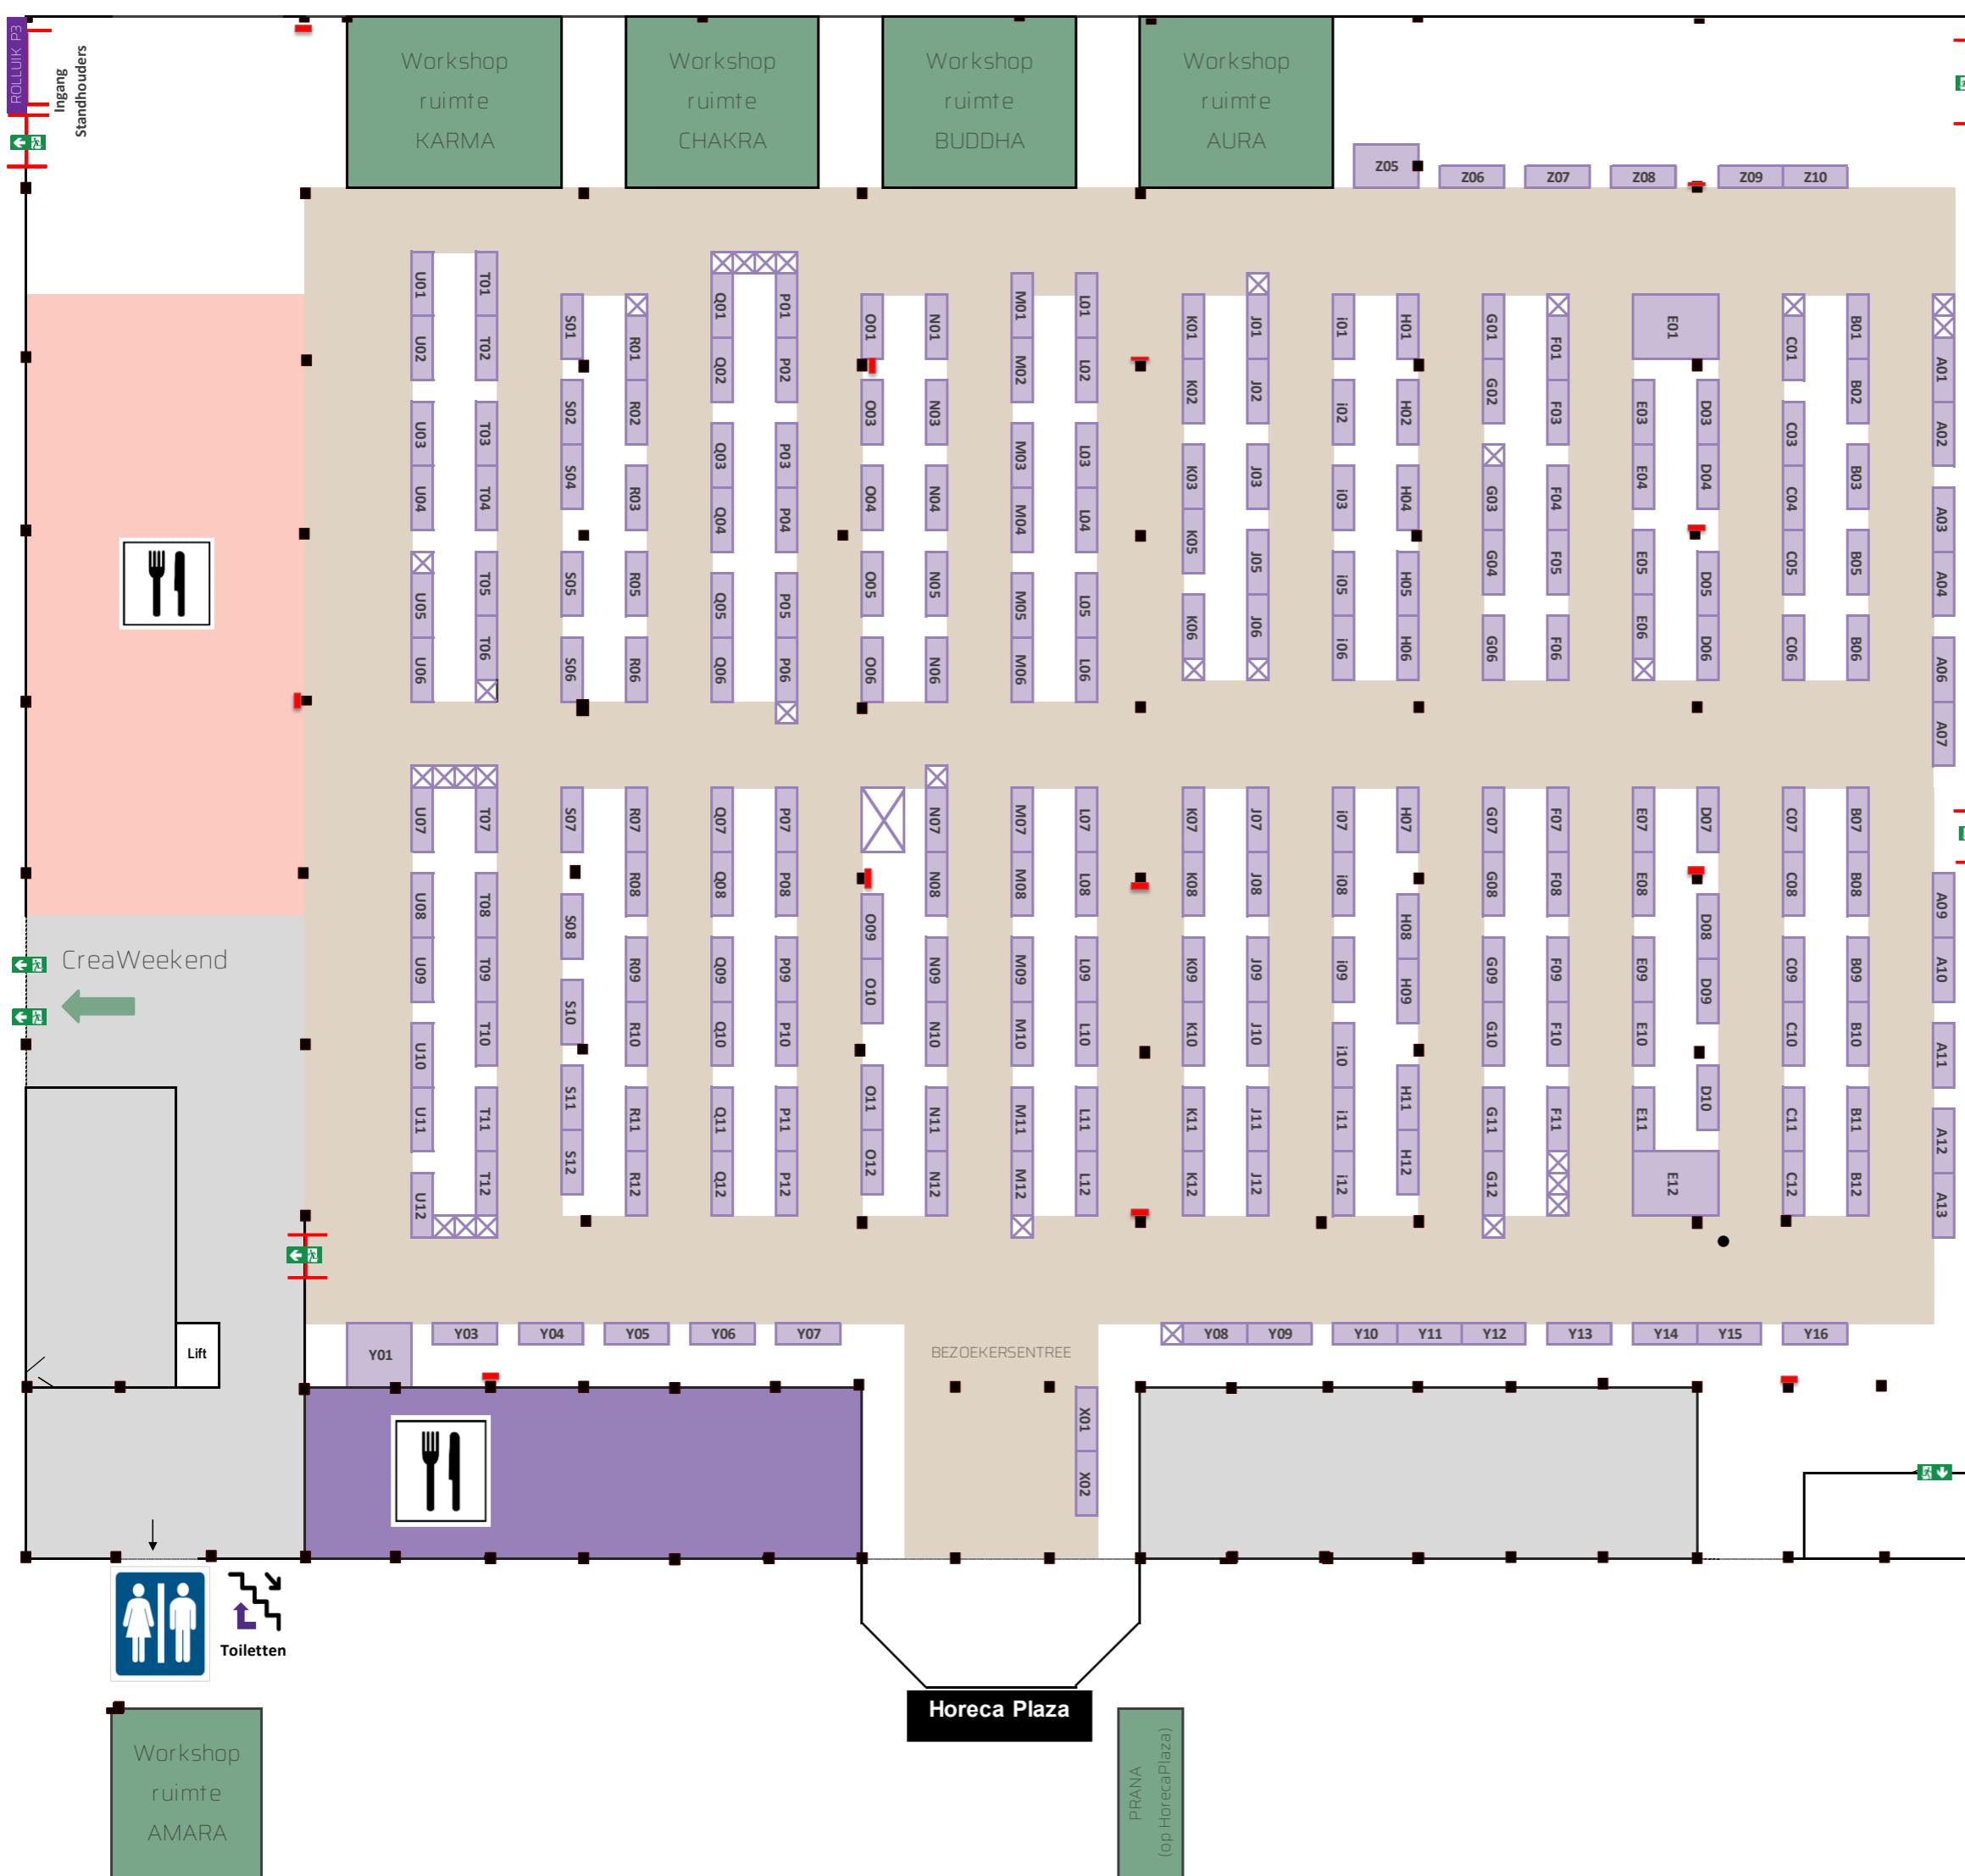 ROLLUIK P3
Ingang
Standhouders
Workshop
ruimte
KARMA
Workshop
ruimte
CHAKRA
Workshop
ruimte
BUDDHA
Workshop
ruimte
AURA
Z05
Z06
Z07
Z08
Z09
Z10
U01
U02
U03
U04
U05
U06
T01
T02
T03
T04
T05
T06
S01
S02
S04
S05
S06
R01
R02
R03
R05
R06
Q01
Q02
Q03
Q04
Q05
Q06
P01
P02
P03
P04
P05
P06
O01
O03
O04
O05
O06
N01
N03
N04
N05
N06
M01
M02
M03
M04
M05
M06
L01
L02
L03
L04
L05
L06
K01
K02
K03
K05
K06
J01
J02
J03
J05
J06
i01
i02
i03
i05
i06
H01
H02
H04
H05
H06
G01
G02
G03
G04
G06
F01
F03
F04
F05
F06
E01
E03
E04
E05
E06
D03
D04
D05
D06
C01
C03
C04
C05
C06
B01
B02
B03
B05
B06
A01
A02
A03
A04
A06
A07
U07
U08
U09
U10
U11
U12
T07
T08
T09
T10
T11
T12
S07
S08
S10
S11
S12
R07
R08
R09
R10
R11
R12
Q07
Q08
Q09
Q10
Q11
Q12
P07
P08
P09
P10
P11
P12
O09
O10
O11
O12
N07
N08
N09
N10
N11
N12
M07
M08
M09
M10
M11
M12
L07
L08
L09
L10
L11
L12
K07
K08
K09
K10
K11
K12
J07
J08
J09
J10
J11
J12
i07
i08
i09
i10
i11
i12
H07
H08
H09
H11
H12
G07
G08
G09
G10
G11
G12
F07
F08
F09
F10
F11
E07
E08
E09
E10
E11
E12
D07
D08
D09
D10
C07
C08
C09
C10
C11
C12
B07
B08
B09
B10
B11
B12
A09
A10
A11
A12
A13
CreaWeekend
Lift
Y01
Y03
Y04
Y05
Y06
Y07
BEZOEKERSENTREE
Y08
Y09
Y10
Y11
Y12
Y13
Y14
Y15
Y16
X01
X02
Toiletten
Horeca Plaza
Workshop
ruimte
AMARA
PRANA
(op Horecaplaza)